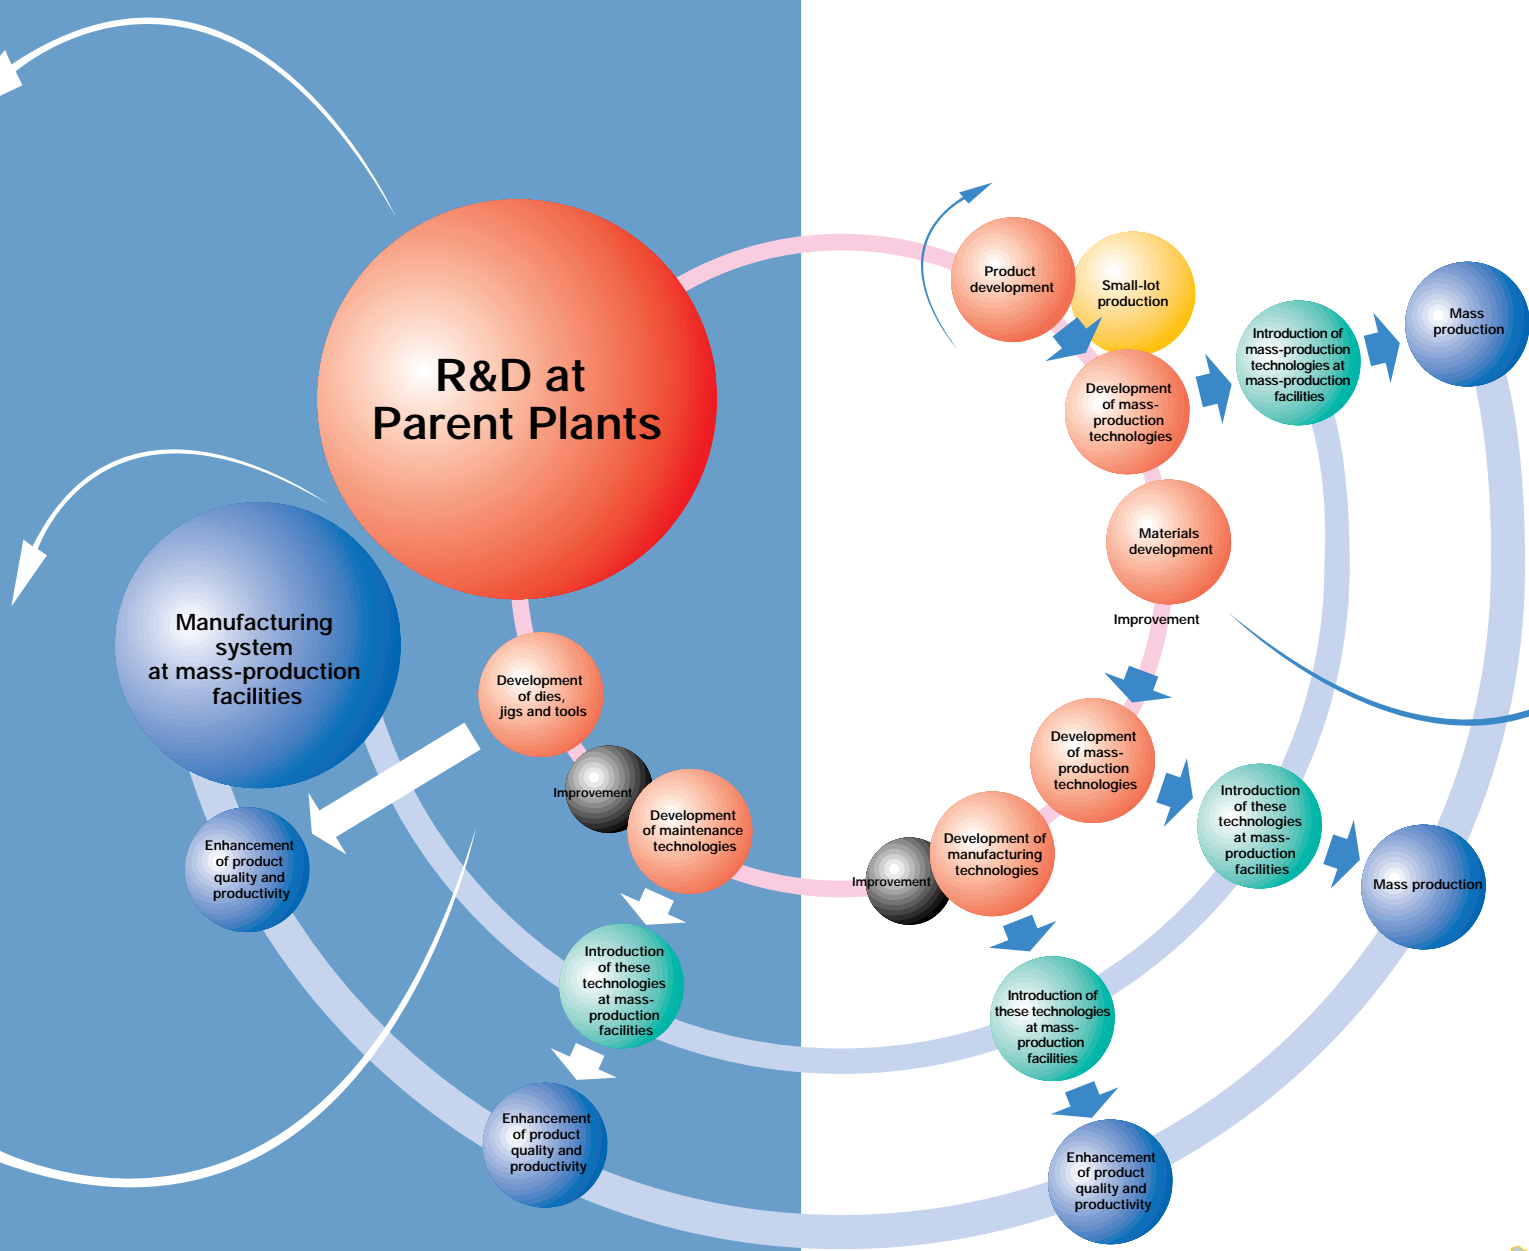 R&D at
Parent Plants
Manufacturing
system
at mass-production
facilities
Product
development
Small-lot
production
Development
of mass-
production
technologies
Introduction of
mass-production
technologies at
mass-production
facilities
Mass
production
Materials
development
Improvement
Development
of mass-
production
technologies
Introduction
of these
technologies
at mass-
production
facilities
Mass production
Development of
manufacturing
technologies
Improvement
Introduction of
these technologies
at mass-
production
facilities
Enhancement
of product
quality and
productivity
Development
of dies,
jigs and tools
Improvement
Development
of maintenance
technologies
Enhancement
of product
quality and
productivity
Introduction
of these
technologies
at mass-
production
facilities
Enhancement
of product
quality and
productivity